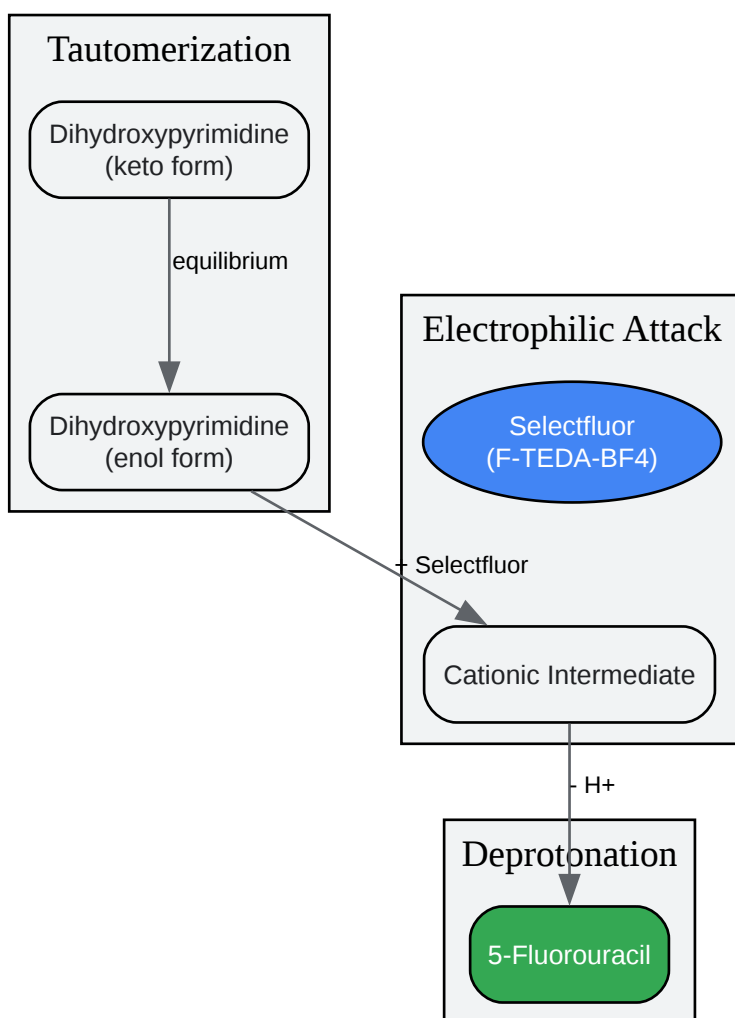 Tautomerization
Dihydroxypyrimidine
(keto form)
equilibrium
Dihydroxypyrimidine
(enol form)
Electrophilic Attack
Selectfluor
(F-TEDA-BF4)
+ Selectfluor
Cationic Intermediate
- H+
Deprotonation
5-Fluorouracil